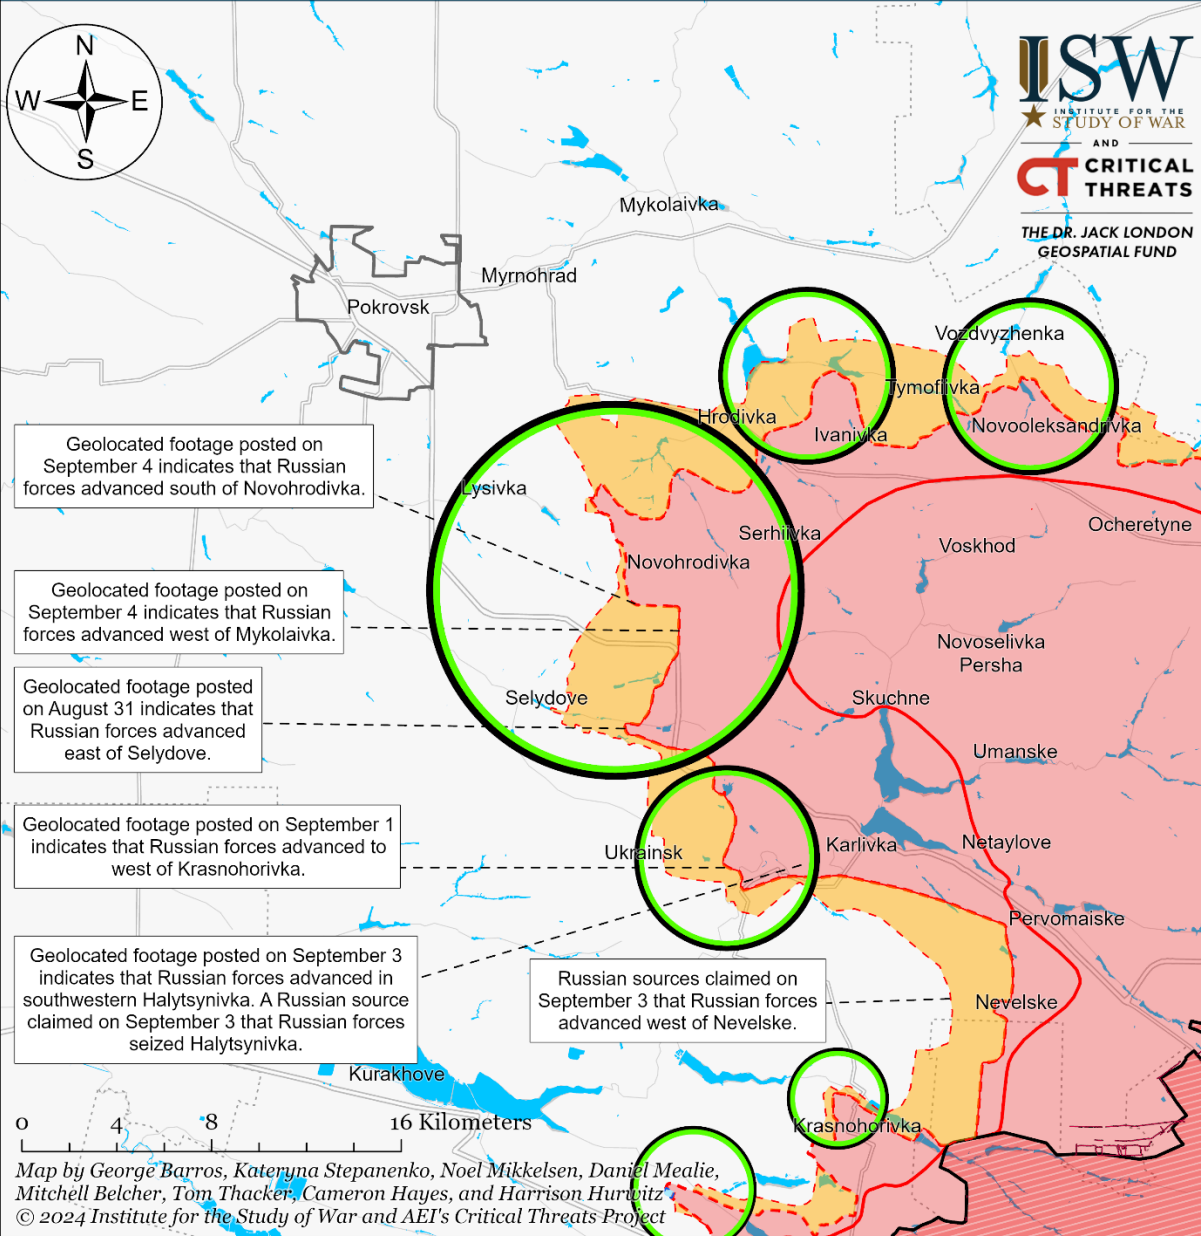 N
W
E
S
ISW
INSTITUTE FOR THE
STUDY OF WAR
AND
CT CRITICAL
THREATS
THE DR. JACK LONDON
GEOSPATIAL FUND
Mykolaivka
Myrnohrad
Pokrovsk
Vozdvyzhenka
Tymofiivka
Hrodivka
Ivanivka
Novooleksandrivka
Geolocated footage posted on
September 4 indicates that Russian
forces advanced south of Novohrodivka.
Lysivka
Serhiivka
Ocheretyne
Voskhod
Novohrodivka
Geolocated footage posted on
September 4 indicates that Russian
forces advanced west of Mykolaivka.
Novoselivka
Persha
Geolocated footage posted
on August 31 indicates that
Russian forces advanced
east of Selydove.
Selydove
Skuchne
Umanske
Geolocated footage posted on September 1
indicates that Russian forces advanced to
west of Krasnohorivka.
Ukrainsk
Karlivka
Netaylove
Pervomaiske
Geolocated footage posted on September 3
indicates that Russian forces advanced in
southwestern Halytsynivka. A Russian source
claimed on September 3 that Russian forces
seized Halytsynivka.
Russian sources claimed on
September 3 that Russian forces
advanced west of Nevelske.
Nevelske
Kurakhove
Krasnohorivka
0 4 8 16 Kilometers
Map by George Barros, Kateryna Stepanenko, Noel Mikkelsen, Daniel Mealie,
Mitchell Belcher, Tom Thacker, Cameron Hayes, and Harrison Hurwitz
© 2024 Institute for the Study of War and AEI's Critical Threats Project